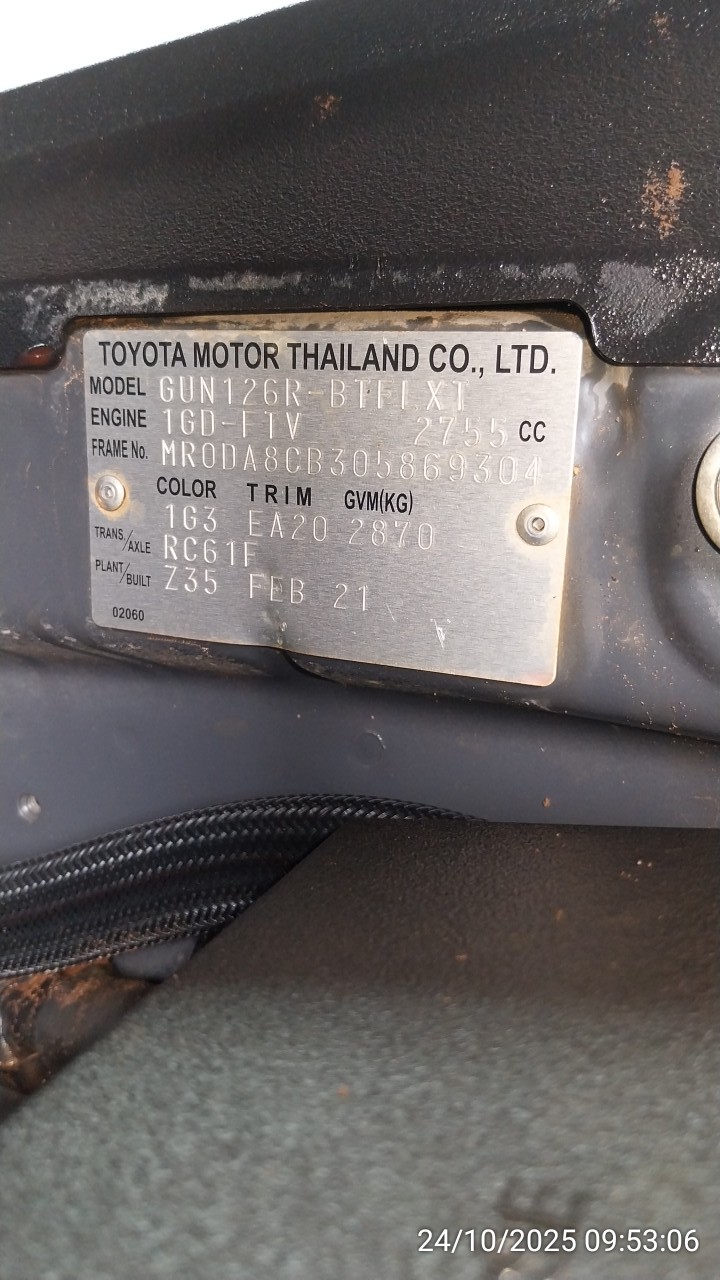 TOYOTA MOTOR THAILAND CO., LTD.
MODEL GUN126R-BTFLXT
ENGINE 1GD-FTV 2755 CC
FRAME No. MR0DA8CB305869304
COLOR TRIM GVM(KG)
1G3 EA20 2870
TRANS./AXLE RC61F
PLANT/BUILT Z35 FEB 21
02060
24/10/2025 09:53:06